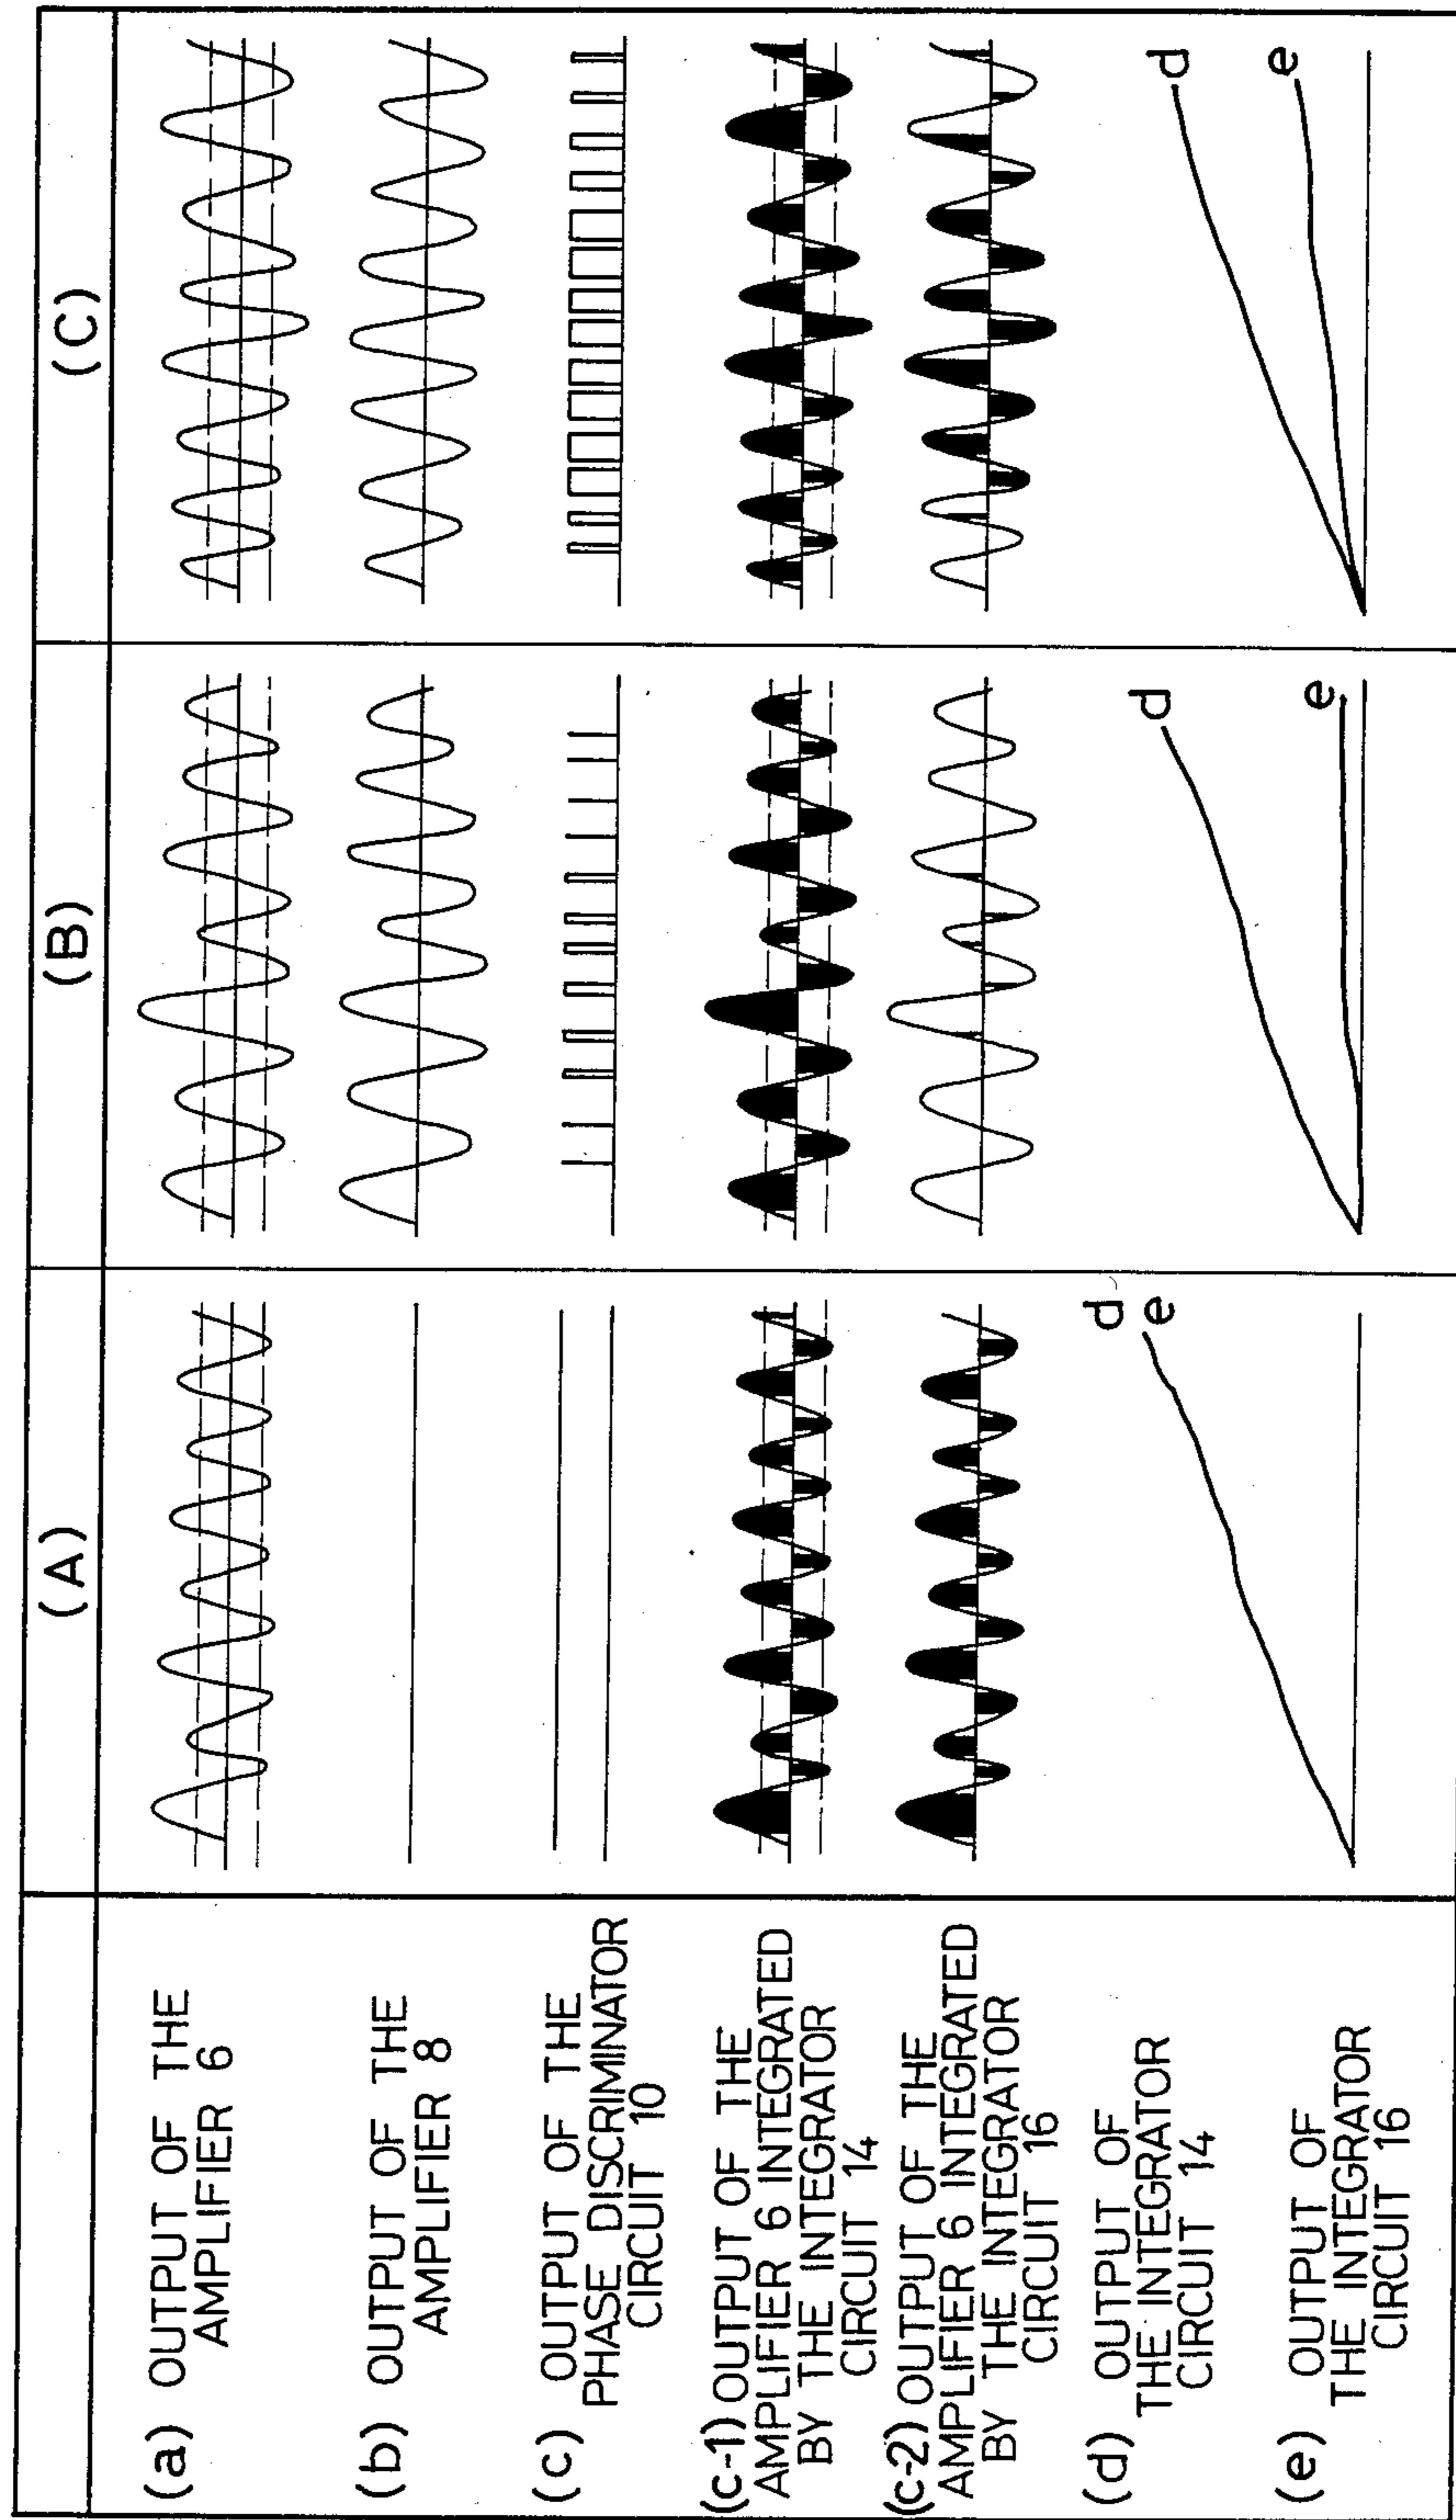 (A)
(B)
(C)
(a) OUTPUT OF THE
AMPLIFIER 6
(b) OUTPUT OF THE
AMPLIFIER 8
(c) OUTPUT OF THE
PHASE DISCRIMINATOR
CIRCUIT 10
(c-1) OUTPUT OF THE
AMPLIFIER 6 INTEGRATED
BY THE INTEGRATOR
CIRCUIT 14
(c-2) OUTPUT OF THE
AMPLIFIER 6 INTEGRATED
BY THE INTEGRATOR
CIRCUIT 16
(d) OUTPUT OF
THE INTEGRATOR
CIRCUIT 14
d
e
d
e
d
e
(e) OUTPUT OF
THE INTEGRATOR
CIRCUIT 16